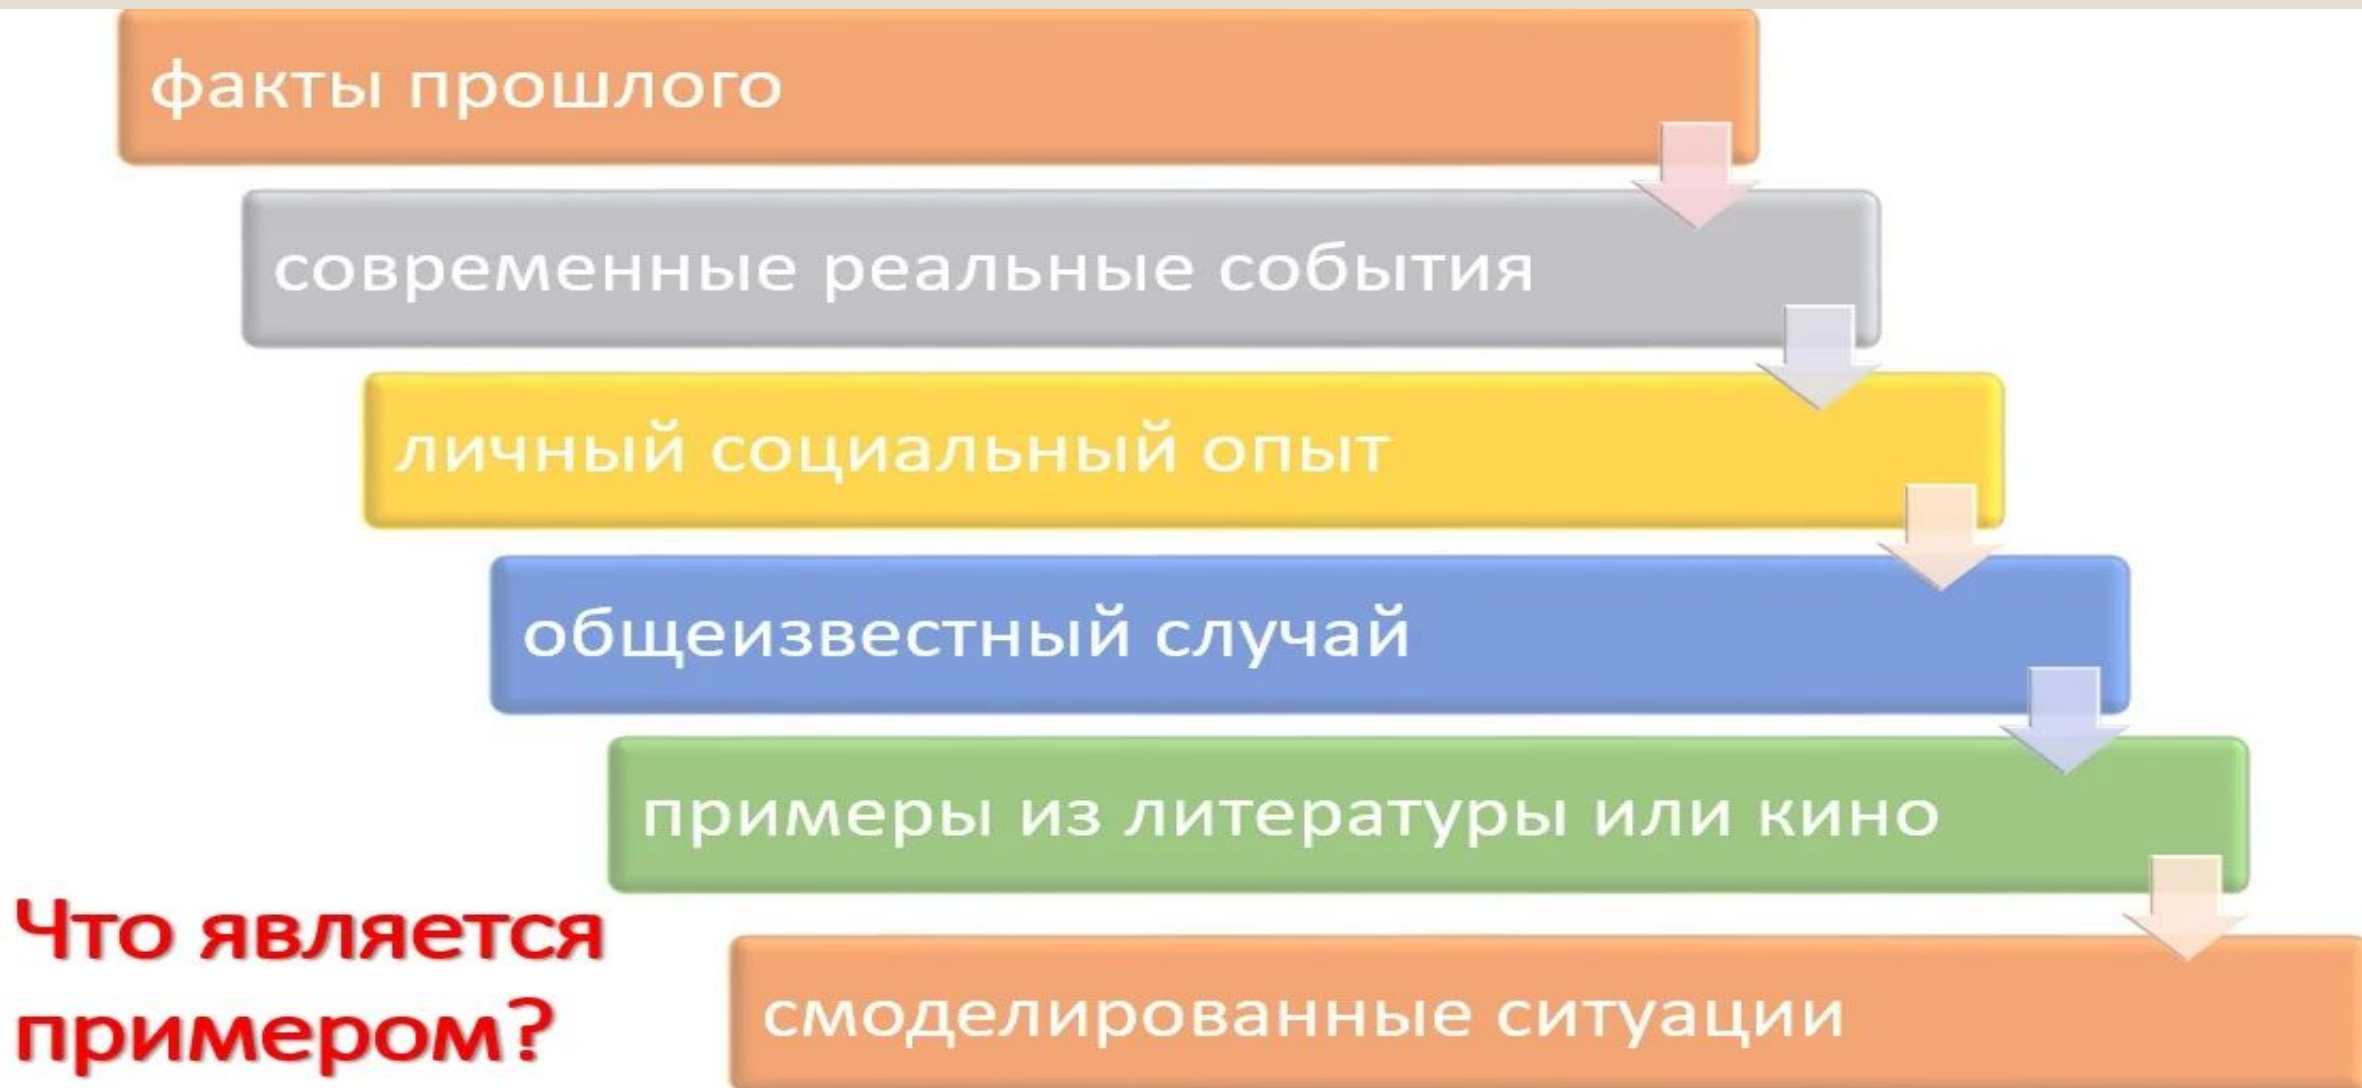 факты прошлого
современные реальные события
личный социальный опыт
общеизвестный случай
примеры из литературы или кино
Что является
примером?
смоделированные ситуации